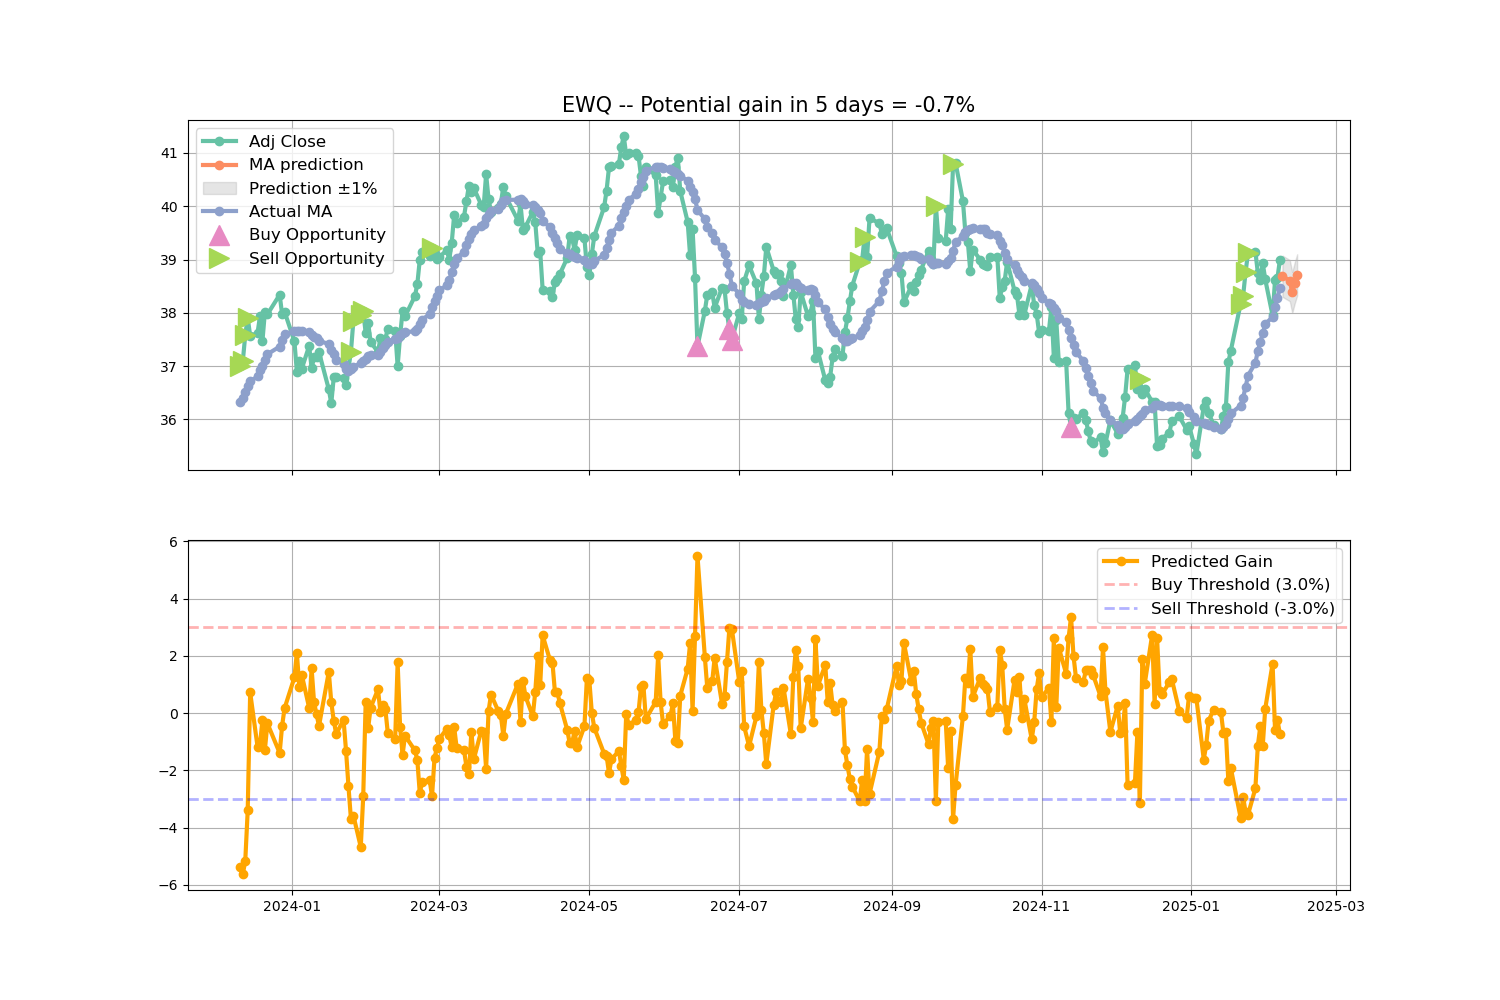 EWQ -- Potential gain in 5 days = -0.7%
Adj Close
MA prediction
Prediction ±1%
Actual MA
Buy Opportunity
Sell Opportunity
41
40
39
38
37
36
Predicted Gain
Buy Threshold (3.0%)
Sell Threshold (-3.0%)
6
4
2
0
−2
−4
−6
2024-01 2024-03 2024-05 2024-07 2024-09 2024-11 2025-01 2025-03